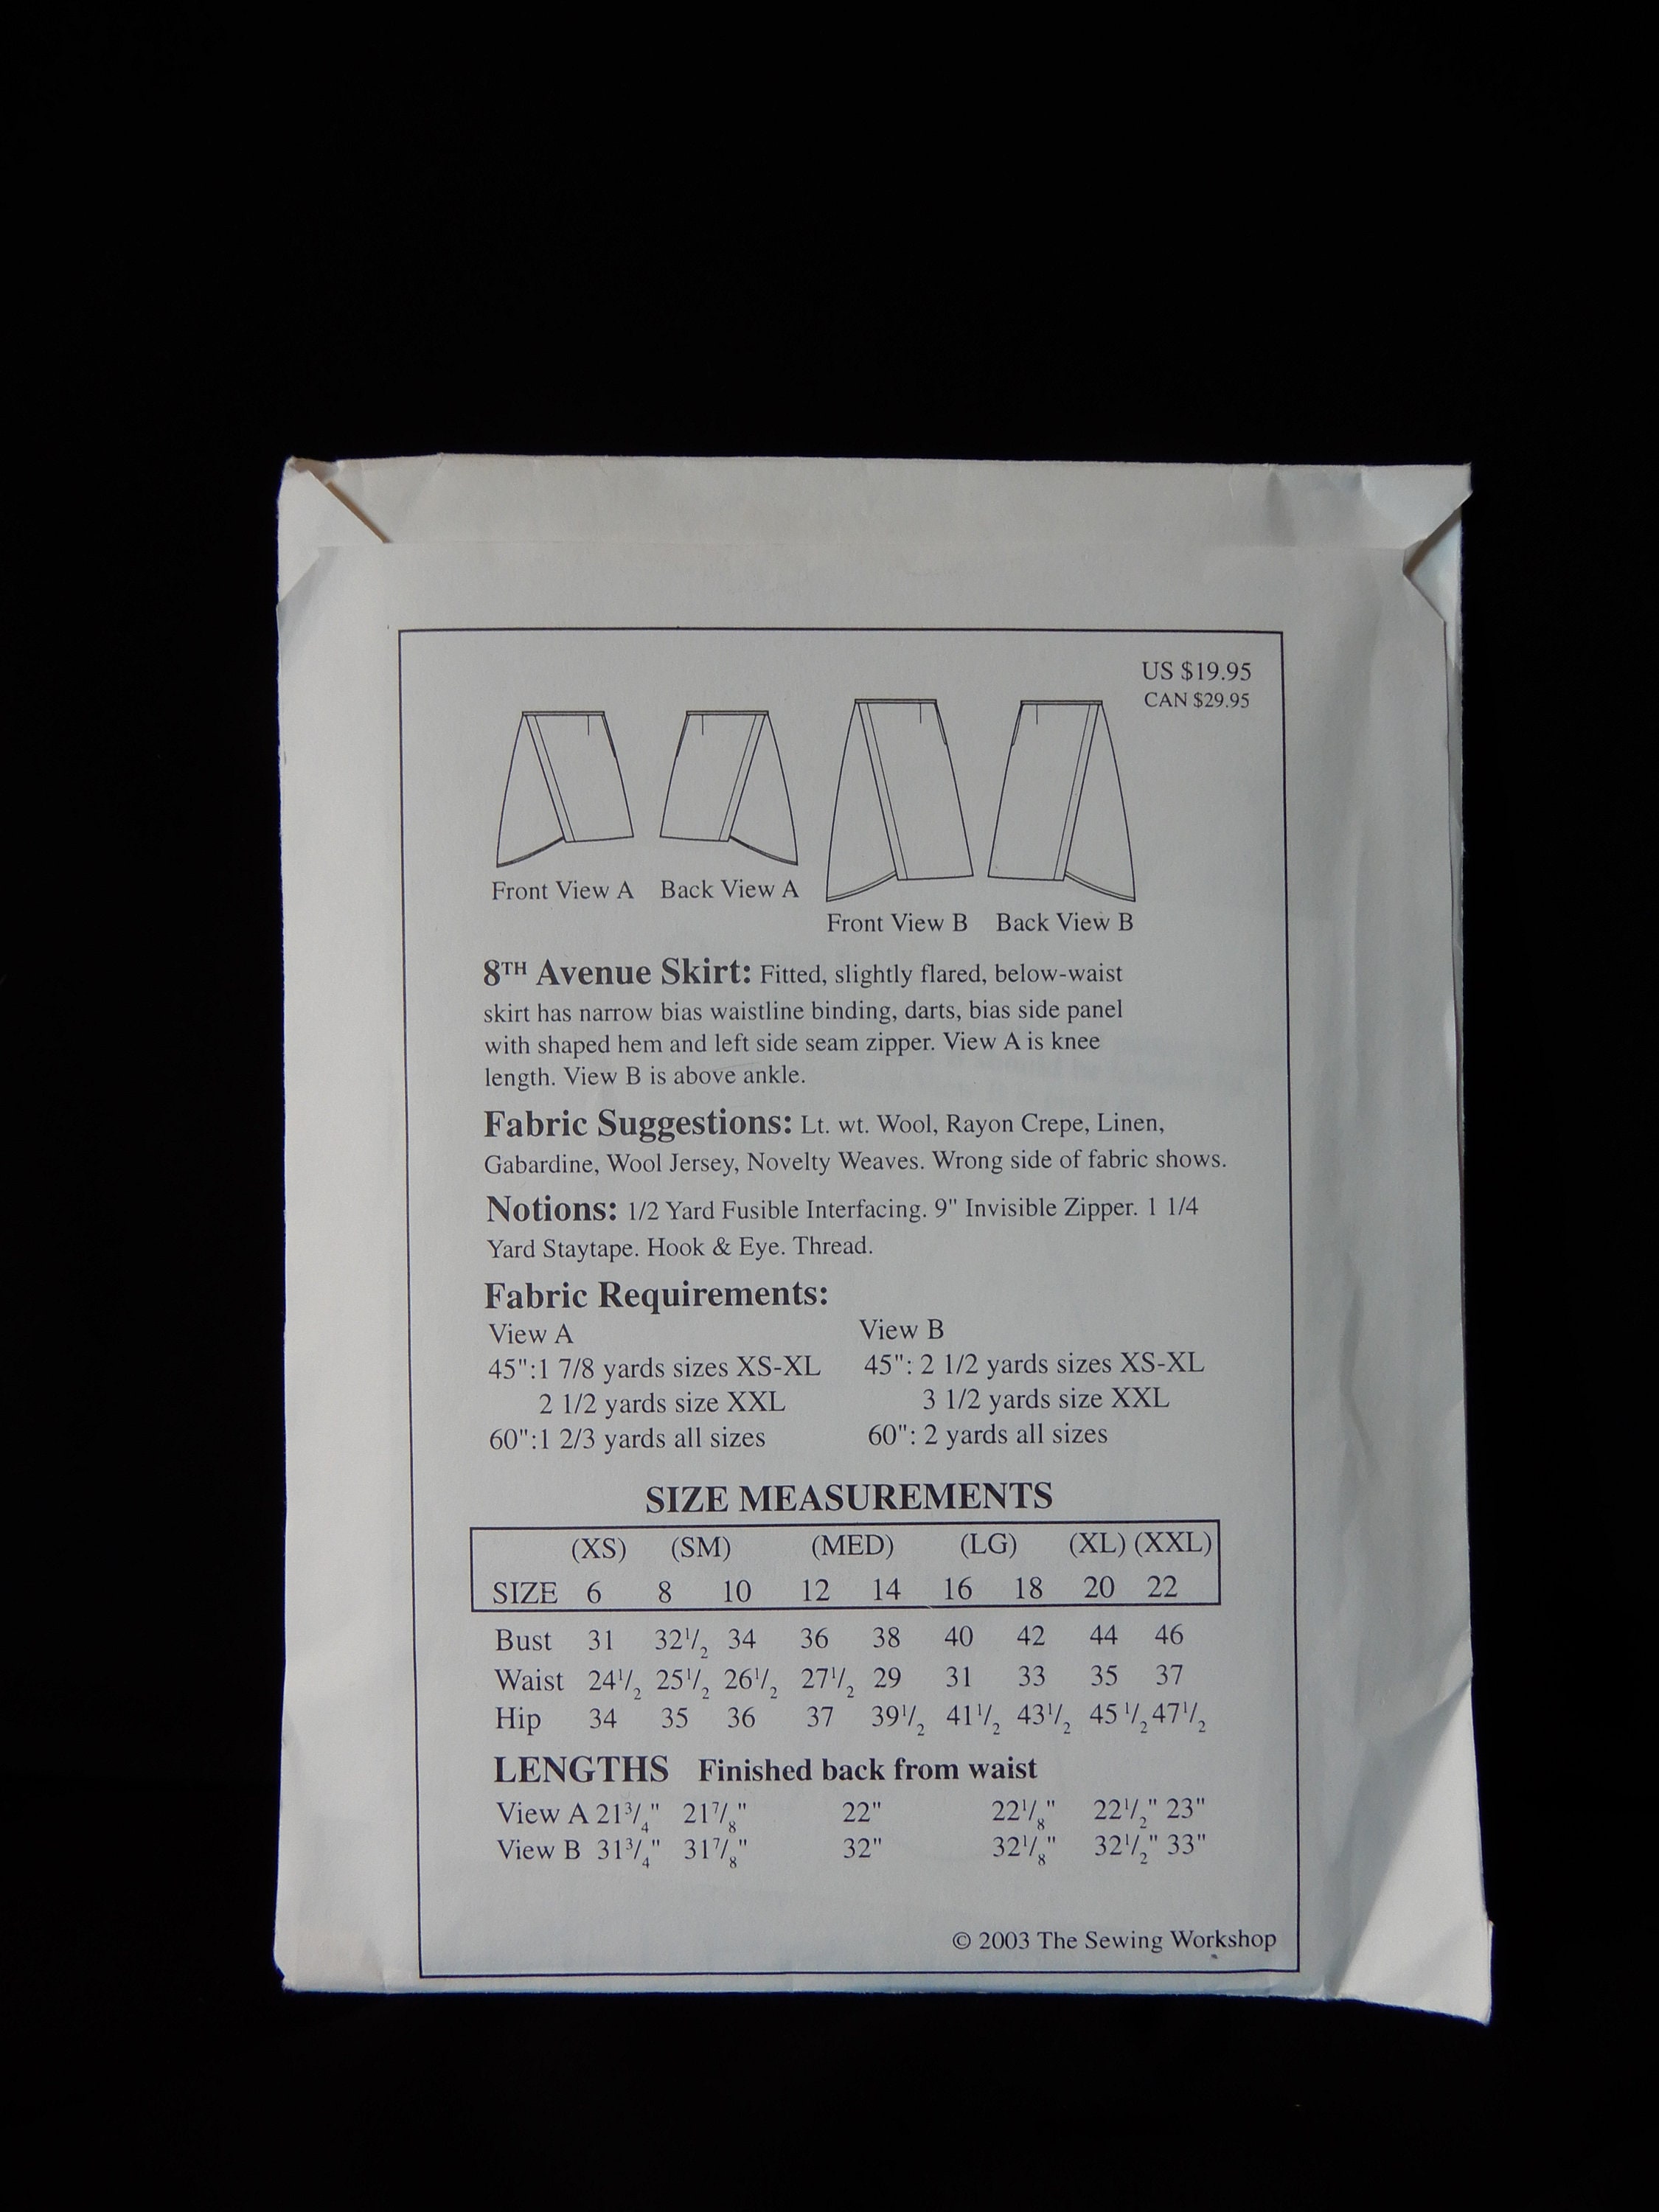 US $19.95
CAN $29.95
Front View A Back View A
Front View B Back View B
8TH Avenue Skirt: Fitted, slightly flared, below-waist
skirt has narrow bias waistline binding, darts, bias side panel
with shaped hem and left side seam zipper. View A is knee
length. View B is above ankle.
Fabric Suggestions: Lt. wt. Wool, Rayon Crepe, Linen,
Gabardine, Wool Jersey, Novelty Weaves. Wrong side of fabric shows.
Notions: 1/2 Yard Fusible Interfacing. 9" Invisible Zipper. 1 1/4
Yard Staytape. Hook & Eye. Thread.
Fabric Requirements:
View A View B
45":1 7/8 yards sizes XS-XL 45": 2 1/2 yards sizes XS-XL
2 1/2 yards size XXL 3 1/2 yards size XXL
60":1 2/3 yards all sizes 60": 2 yards all sizes
SIZE MEASUREMENTS
(XS) (SM) (MED) (LG) (XL) (XXL)
SIZE 6 8 10 12 14 16 18 20 22
Bust 31 32 1/2 34 36 38 40 42 44 46
Waist 24 1/2 25 1/2 26 1/2 27 1/2 29 31 33 35 37
Hip 34 35 36 37 39 1/2 41 1/2 43 1/2 45 1/2 47 1/2
LENGTHS Finished back from waist
View A 21 3/4" 21 7/8" 22" 22 1/8" 22 1/2" 23"
View B 31 3/4" 31 7/8" 32" 32 1/8" 32 1/2" 33"
© 2003 The Sewing Workshop